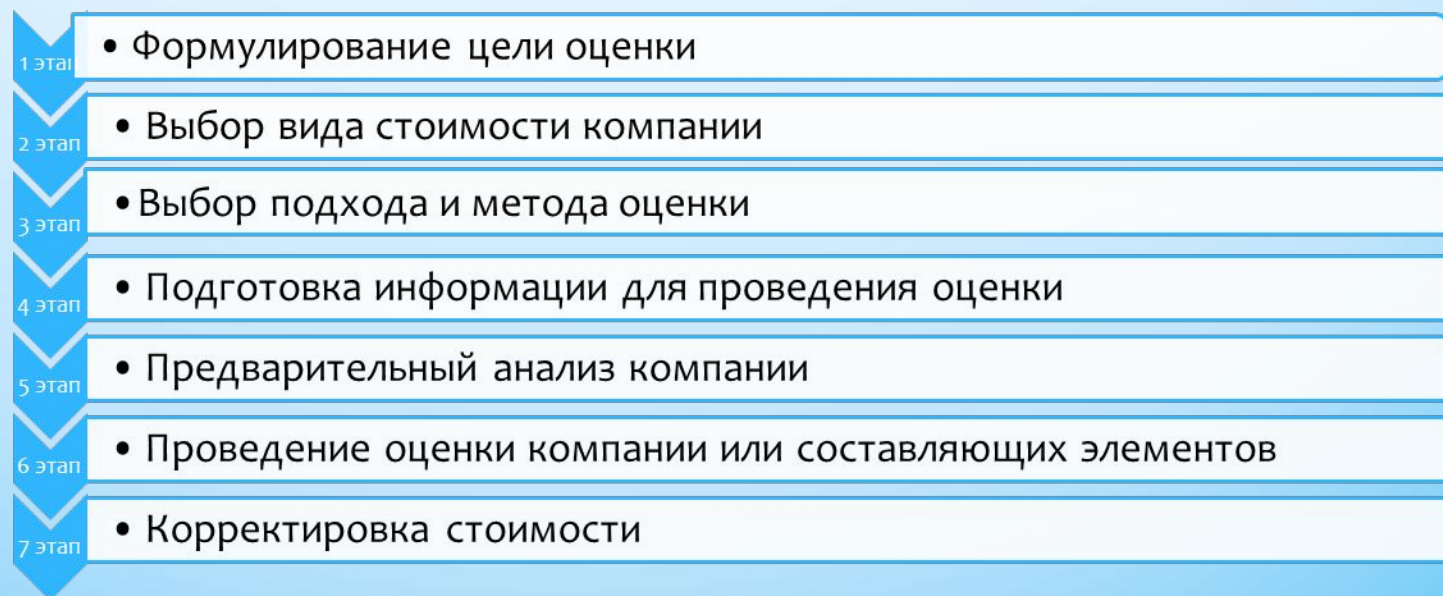 1 этап
• Формулирование цели оценки
2 этап
• Выбор вида стоимости компании
3 этап
•Выбор подхода и метода оценки
4 этап
• Подготовка информации для проведения оценки
5 этап
• Предварительный анализ компании
6 этап
• Проведение оценки компании или составляющих элементов
7 этап
• Корректировка стоимости